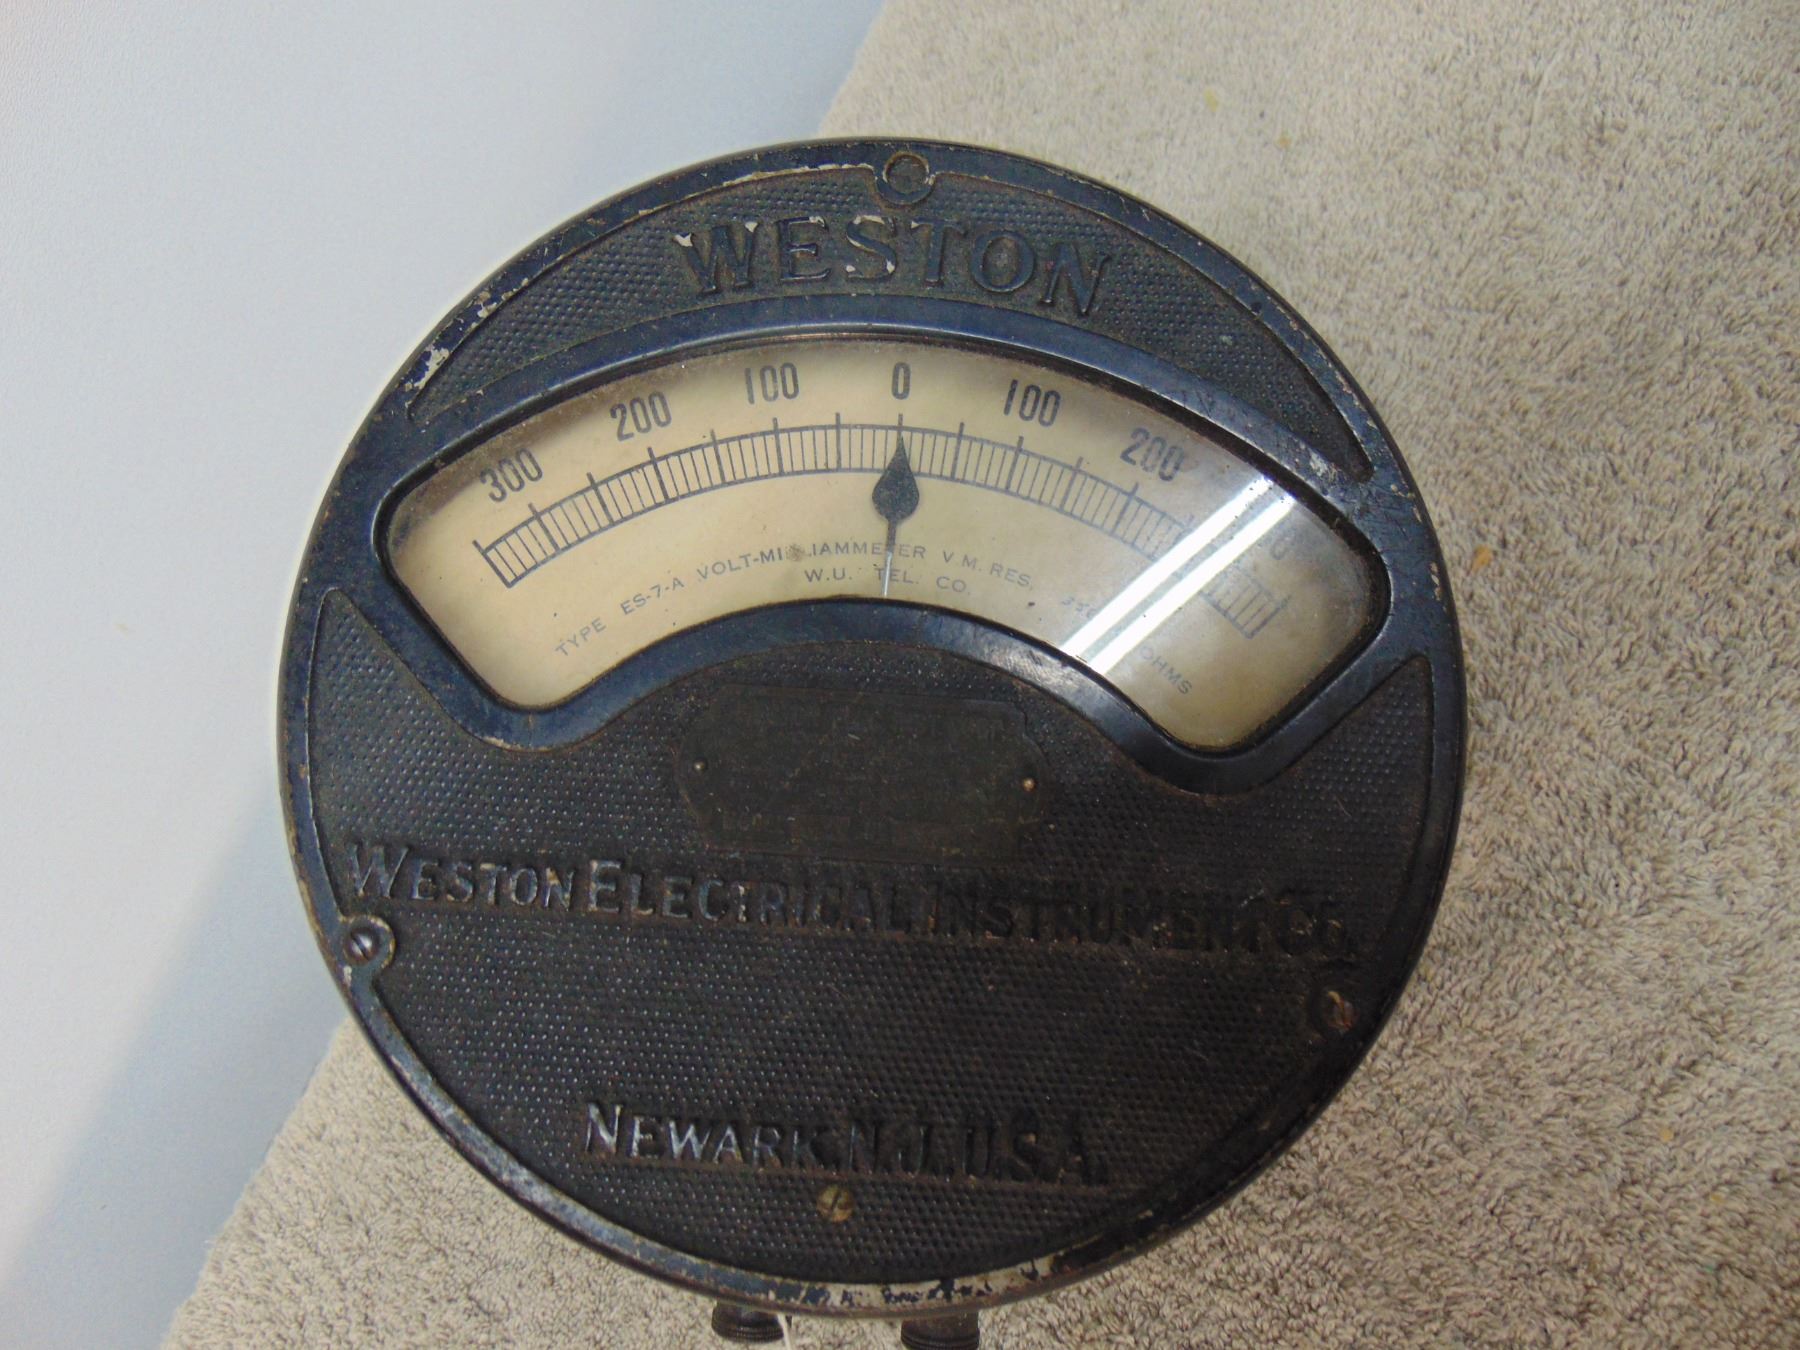 WESTON
300 200 100 0 100 200
TYPE ES-7-A VOLT-MILLIAMMETER V.M. RES. OHMS
W.U. TEL. CO.
WESTON ELECTRICAL INSTRUMENT CO.
NEWARK, N.J. U.S.A.